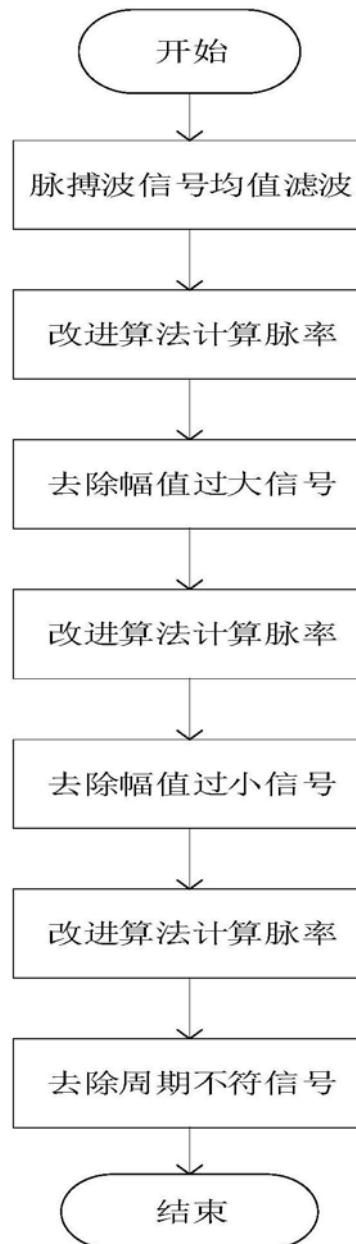 开始
脉搏波信号均值滤波
改进算法计算脉率
去除幅值过大信号
改进算法计算脉率
去除幅值过小信号
改进算法计算脉率
去除周期不符信号
结束